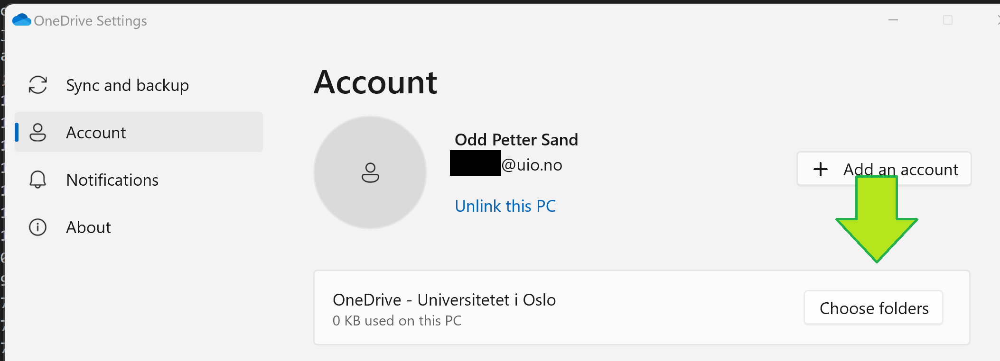 OneDrive Settings
Sync and backup
Account
Notifications
About
Account
Odd Petter Sand
@uio.no
Unlink this PC
Add an account
OneDrive - Universitetet i Oslo
0 KB used on this PC
Choose folders